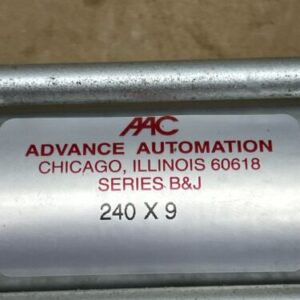 AAC
ADVANCE AUTOMATION
CHICAGO, ILLINOIS 60618
SERIES B&J
240 X 9